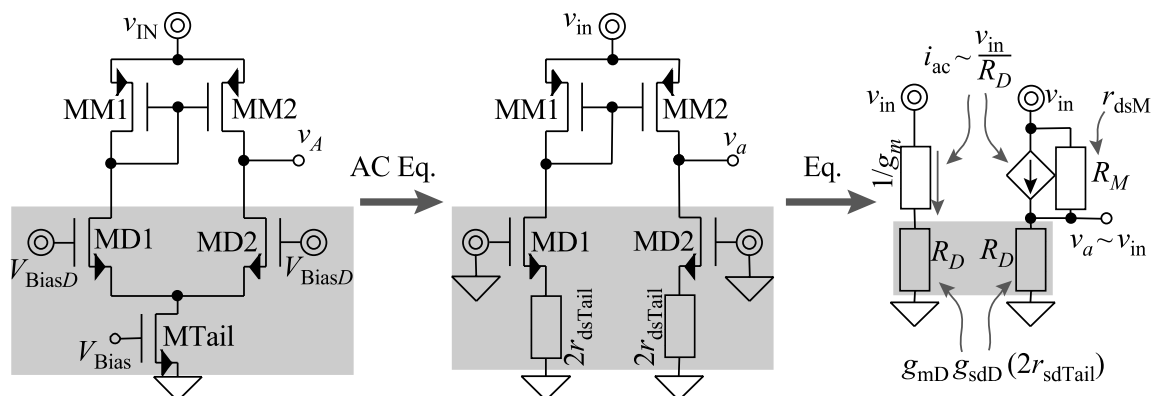 v_IN
MM1 MM2
v_A
MD1 MD2
V_BiasD V_BiasD
MTail
V_Bias
AC Eq.
v_in
MM1 MM2
v_a
MD1 MD2
2r_dsTail 2r_dsTail
Eq.
i_ac ~ v_in/R_D
v_in v_in
r_dsM
1/g_m
R_M
v_a ~ v_in
R_D R_D
g_mD g_sdD (2r_sdTail)